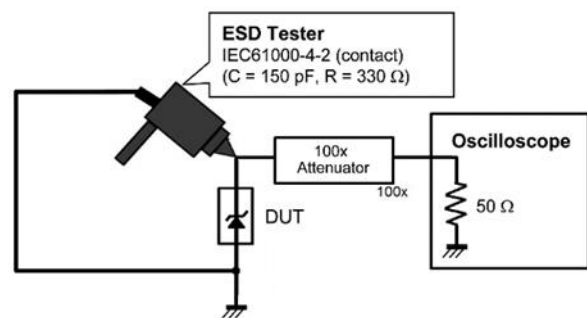 ESD Tester
IEC61000-4-2 (contact)
(C = 150 pF, R = 330 Ω)
100x
Attenuator
100x
Oscilloscope
50 Ω
DUT